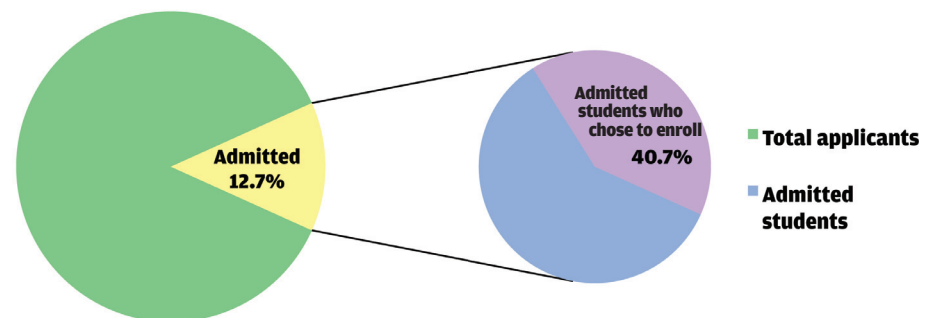 Admitted
12.7%
Admitted
students who
chose to enroll
40.7%
Total applicants
Admitted
students